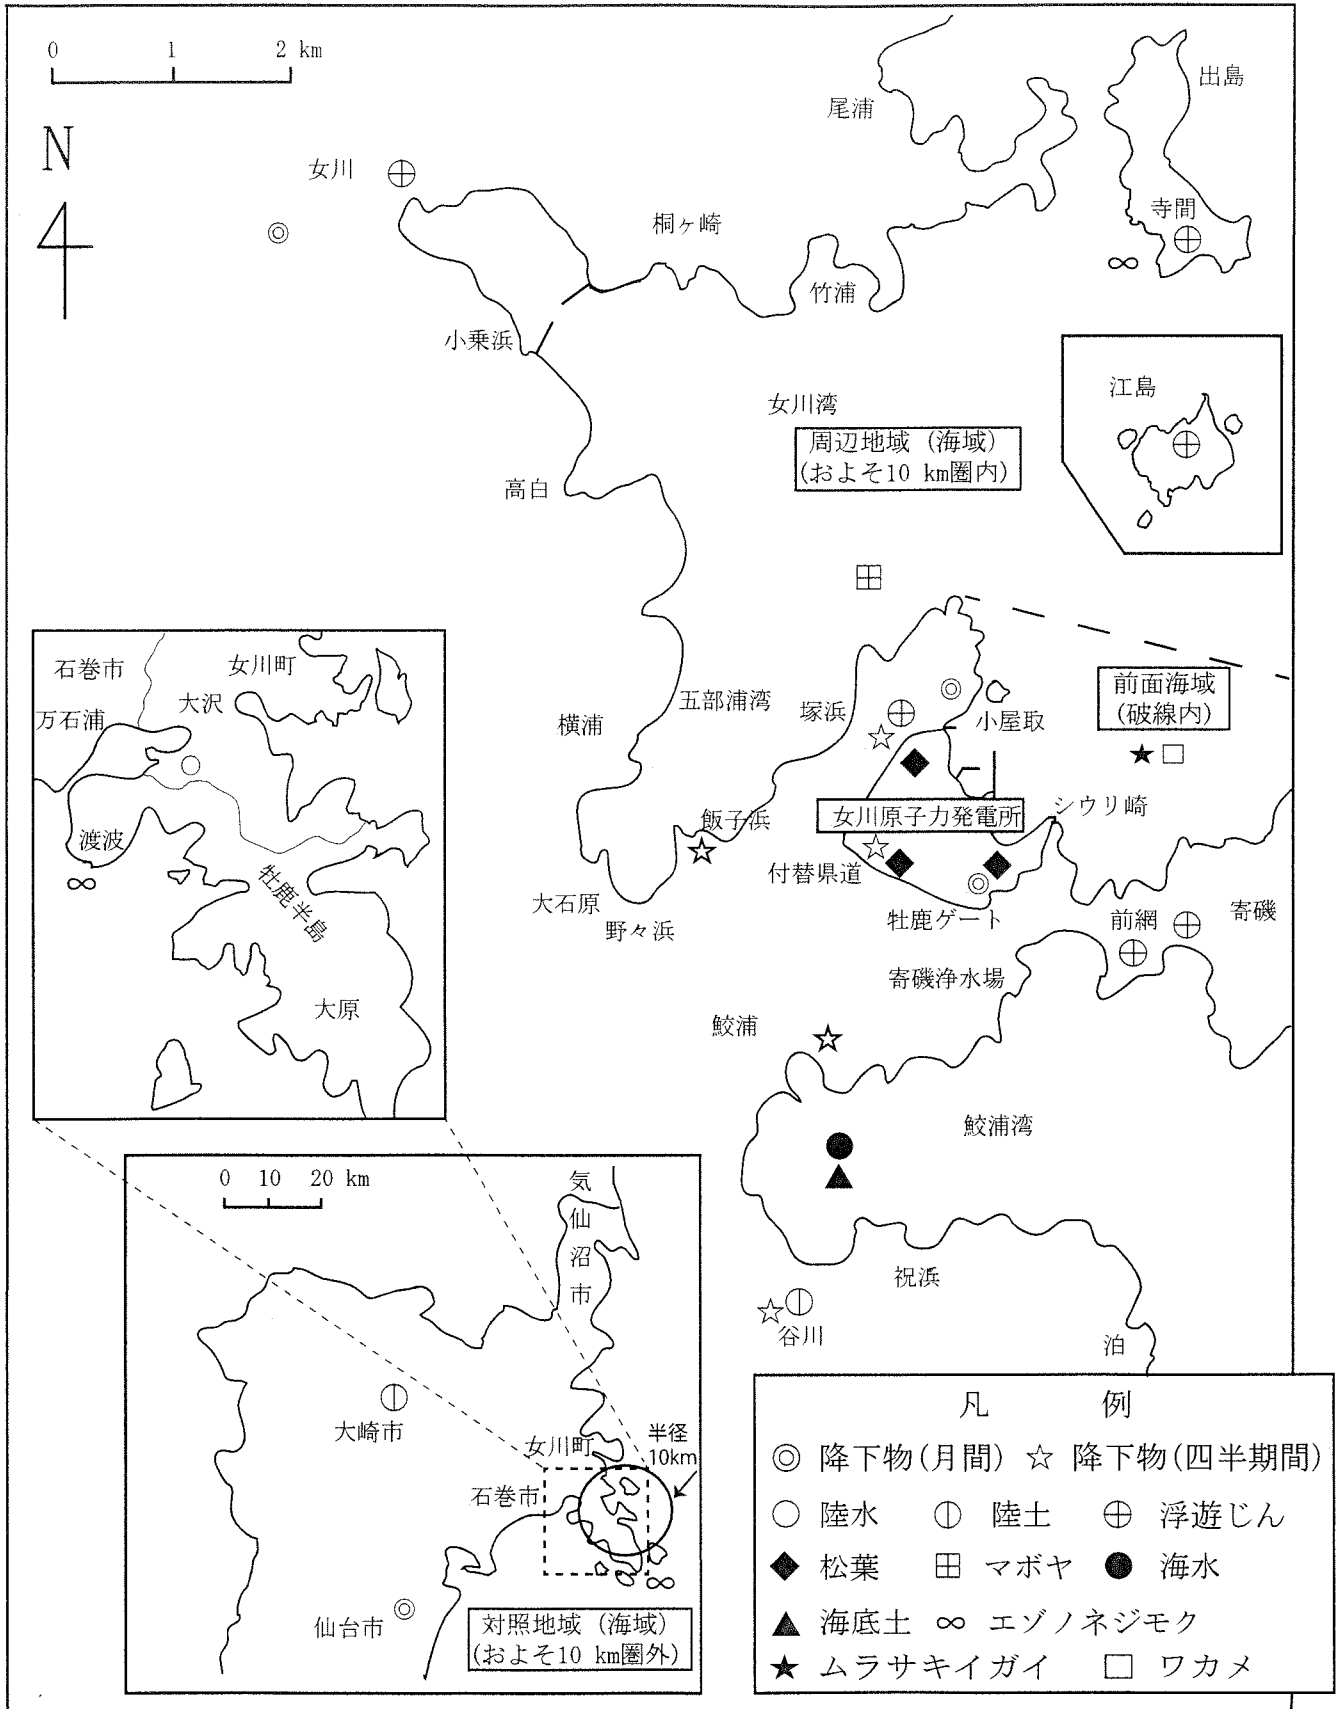 0 1 2 km
N
女川
尾浦
出島
寺間
桐ヶ崎
竹浦
小乗浜
女川湾
周辺地域（海域）
(およそ10 km圏内)
江島
高白
石巻市
女川町
大沢
万石浦
渡波
牡鹿半島
大原
横浦
五部浦湾
塚浜
小屋取
前面海域
(破線内)
飯子浜
女川原子力発電所
シウリ崎
付替県道
大石原
野々浜
牡鹿ゲート
前網
寄磯
寄磯浄水場
鮫浦
鮫浦湾
祝浜
谷川
泊
0 10 20 km
気仙沼市
大崎市
女川町
半径
10km
石巻市
仙台市
対照地域（海域）
(およそ10 km圏外)
凡 例
◎ 降下物(月間) ☆ 降下物(四半期間)
○ 陸水 ⦶ 陸土 ⊕ 浮遊じん
◆ 松葉 ⊞ マボヤ ● 海水
▲ 海底土 ∞ エゾノネジモク
★ ムラサキイガイ □ ワカメ